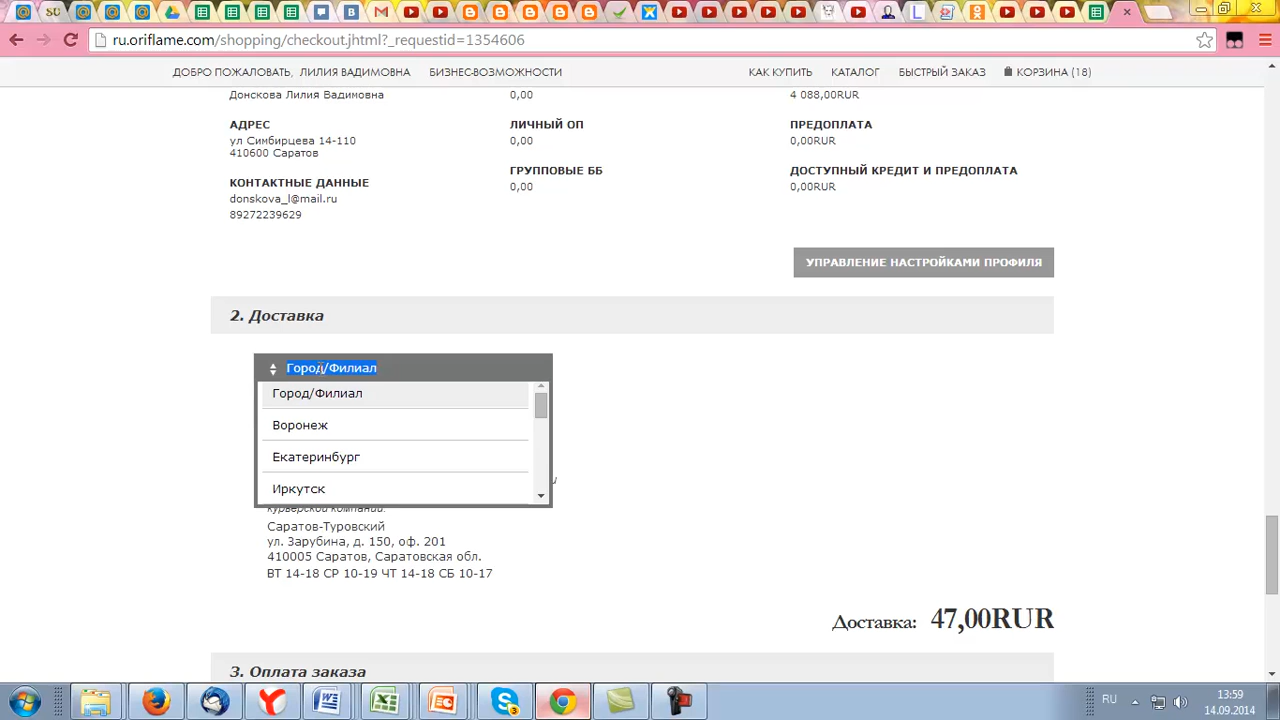 ru.oriflame.com/shopping/checkout.jhtml?_requestid=1354606
ДОБРО ПОЖАЛОВАТЬ, ЛИЛИЯ ВАДИМОВНА БИЗНЕС-ВОЗМОЖНОСТИ КАК КУПИТЬ КАТАЛОГ БЫСТРЫЙ ЗАКАЗ КОРЗИНА (18)
Донскова Лилия Вадимовна 0,00 4 088,00RUR
АДРЕС ЛИЧНЫЙ ОП ПРЕДОПЛАТА
ул Симбирцева 14-110 0,00 0,00RUR
410600 Саратов
ГРУППОВЫЕ ББ ДОСТУПНЫЙ КРЕДИТ И ПРЕДОПЛАТА
КОНТАКТНЫЕ ДАННЫЕ 0,00 0,00RUR
donskova_l@mail.ru
89272239629
УПРАВЛЕНИЕ НАСТРОЙКАМИ ПРОФИЛЯ
2. Доставка
Город/Филиал
Город/Филиал
Воронеж
Екатеринбург
Иркутск
курьерской компании.
Саратов-Туровский
ул. Зарубина, д. 150, оф. 201
410005 Саратов, Саратовская обл.
ВТ 14-18 СР 10-19 ЧТ 14-18 СБ 10-17
Доставка: 47,00RUR
3. Оплата заказа
RU 13:59
14.09.2014